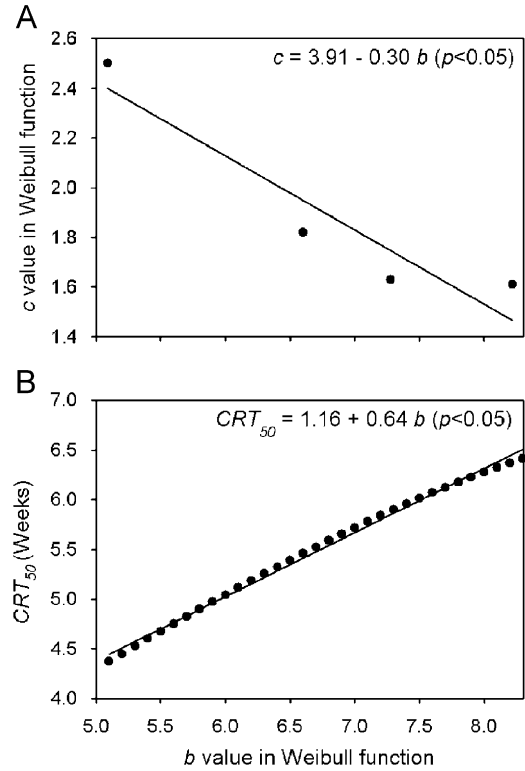 A
c = 3.91 - 0.30 b (p<0.05)
c value in Weibull function
2.6
2.4
2.2
2.0
1.8
1.6
1.4
B
CRT50 = 1.16 + 0.64 b (p<0.05)
CRT50 (Weeks)
7.0
6.5
6.0
5.5
5.0
4.5
4.0
5.0 5.5 6.0 6.5 7.0 7.5 8.0
b value in Weibull function